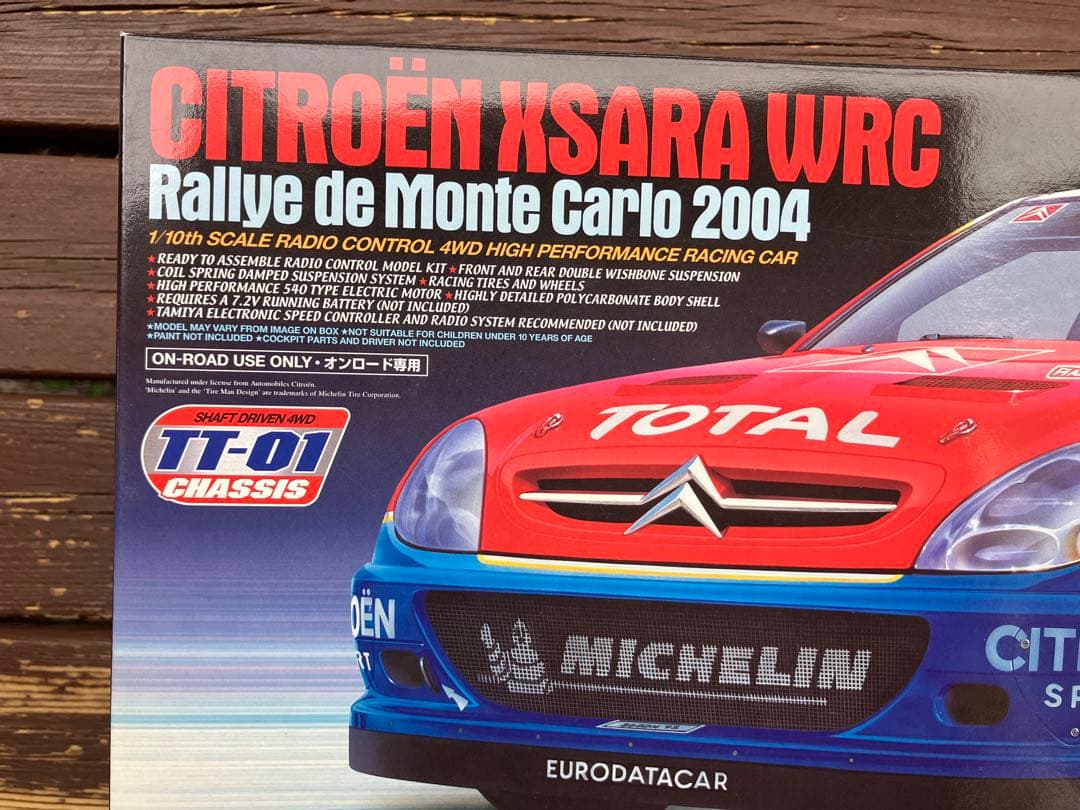 CITROËN XSARA WRC
Rallye de Monte Carlo 2004
1/10th SCALE RADIO CONTROL 4WD HIGH PERFORMANCE RACING CAR
★READY TO ASSEMBLE RADIO CONTROL MODEL KIT ★FRONT AND REAR DOUBLE WISHBONE SUSPENSION
★COIL SPRING DAMPED SUSPENSION SYSTEM ★RACING TIRES AND WHEELS
★HIGH PERFORMANCE 540 TYPE ELECTRIC MOTOR ★HIGHLY DETAILED POLYCARBONATE BODY SHELL
★REQUIRES A 7.2V RUNNING BATTERY (NOT INCLUDED)
★TAMIYA ELECTRONIC SPEED CONTROLLER AND RADIO SYSTEM RECOMMENDED (NOT INCLUDED)
★MODEL MAY VARY FROM IMAGE ON BOX ★NOT SUITABLE FOR CHILDREN UNDER 10 YEARS OF AGE
★PAINT NOT INCLUDED ★COCKPIT PARTS AND DRIVER NOT INCLUDED
ON-ROAD USE ONLY・オンロード専用
Manufactured under license from Automobiles Citroën.
'Michelin' and the 'Tire Man Design' are trademarks of Michelin Tire Corporation.
SHAFT DRIVEN 4WD
TT-01
CHASSIS
TOTAL
OËN
RT
MICHELIN
CIT
SP
EURODATACAR